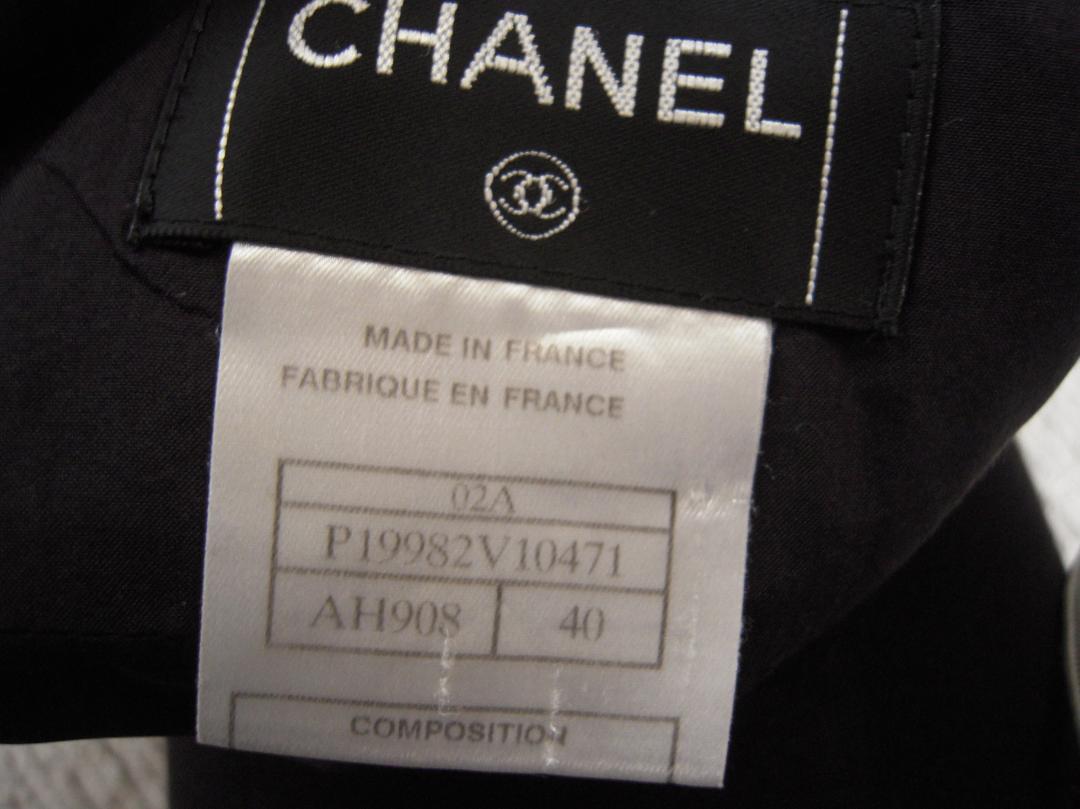 CHANEL
MADE IN FRANCE
FABRIQUE EN FRANCE
02A
P19982V10471
AH908 40
COMPOSITION